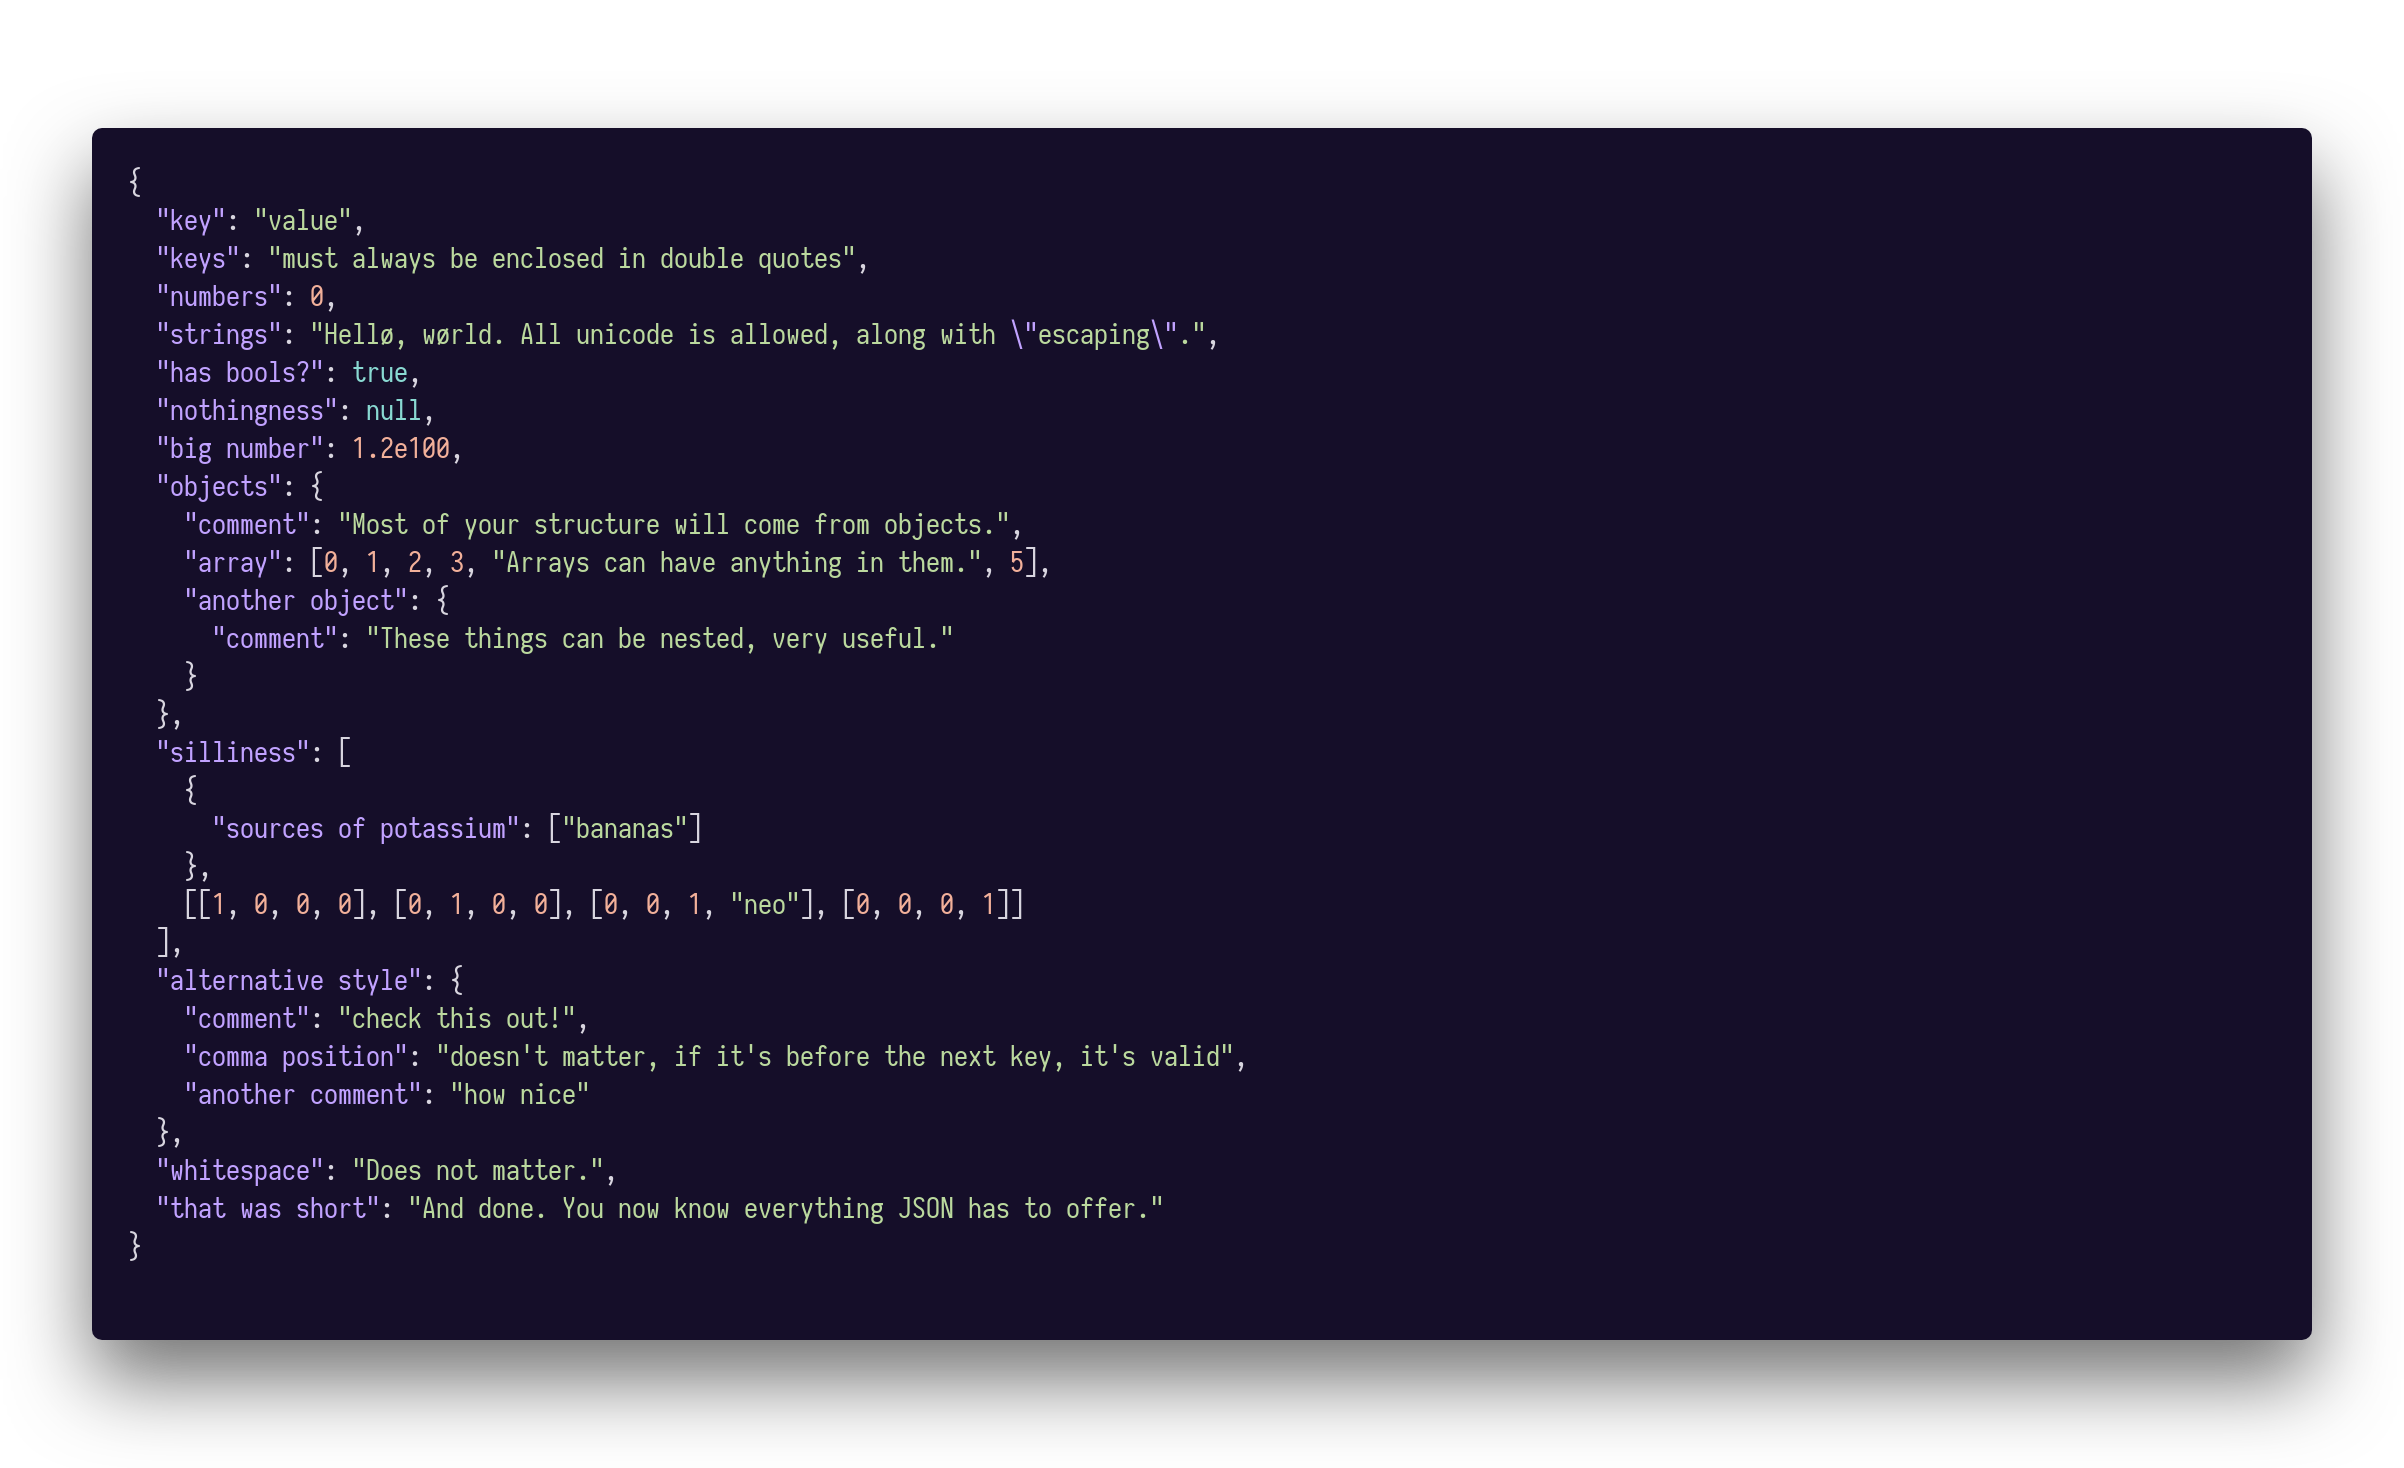 {
  "key": "value",
  "keys": "must always be enclosed in double quotes",
  "numbers": 0,
  "strings": "Hellø, wørld. All unicode is allowed, along with \"escaping\".",
  "has bools?": true,
  "nothingness": null,
  "big number": 1.2e100,
  "objects": {
    "comment": "Most of your structure will come from objects.",
    "array": [0, 1, 2, 3, "Arrays can have anything in them.", 5],
    "another object": {
      "comment": "These things can be nested, very useful."
    }
  },
  "silliness": [
    {
      "sources of potassium": ["bananas"]
    },
    [[1, 0, 0, 0], [0, 1, 0, 0], [0, 0, 1, "neo"], [0, 0, 0, 1]]
  ],
  "alternative style": {
    "comment": "check this out!",
    "comma position": "doesn't matter, if it's before the next key, it's valid",
    "another comment": "how nice"
  },
  "whitespace": "Does not matter.",
  "that was short": "And done. You now know everything JSON has to offer."
}